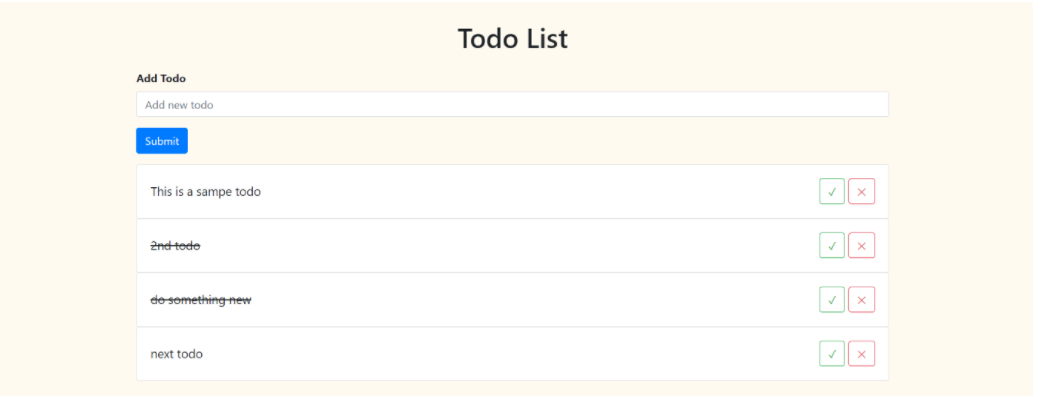 Todo List
Add Todo
Add new todo
Submit
This is a sampe todo
✓ ×
2nd todo
✓ ×
do something new
✓ ×
next todo
✓ ×